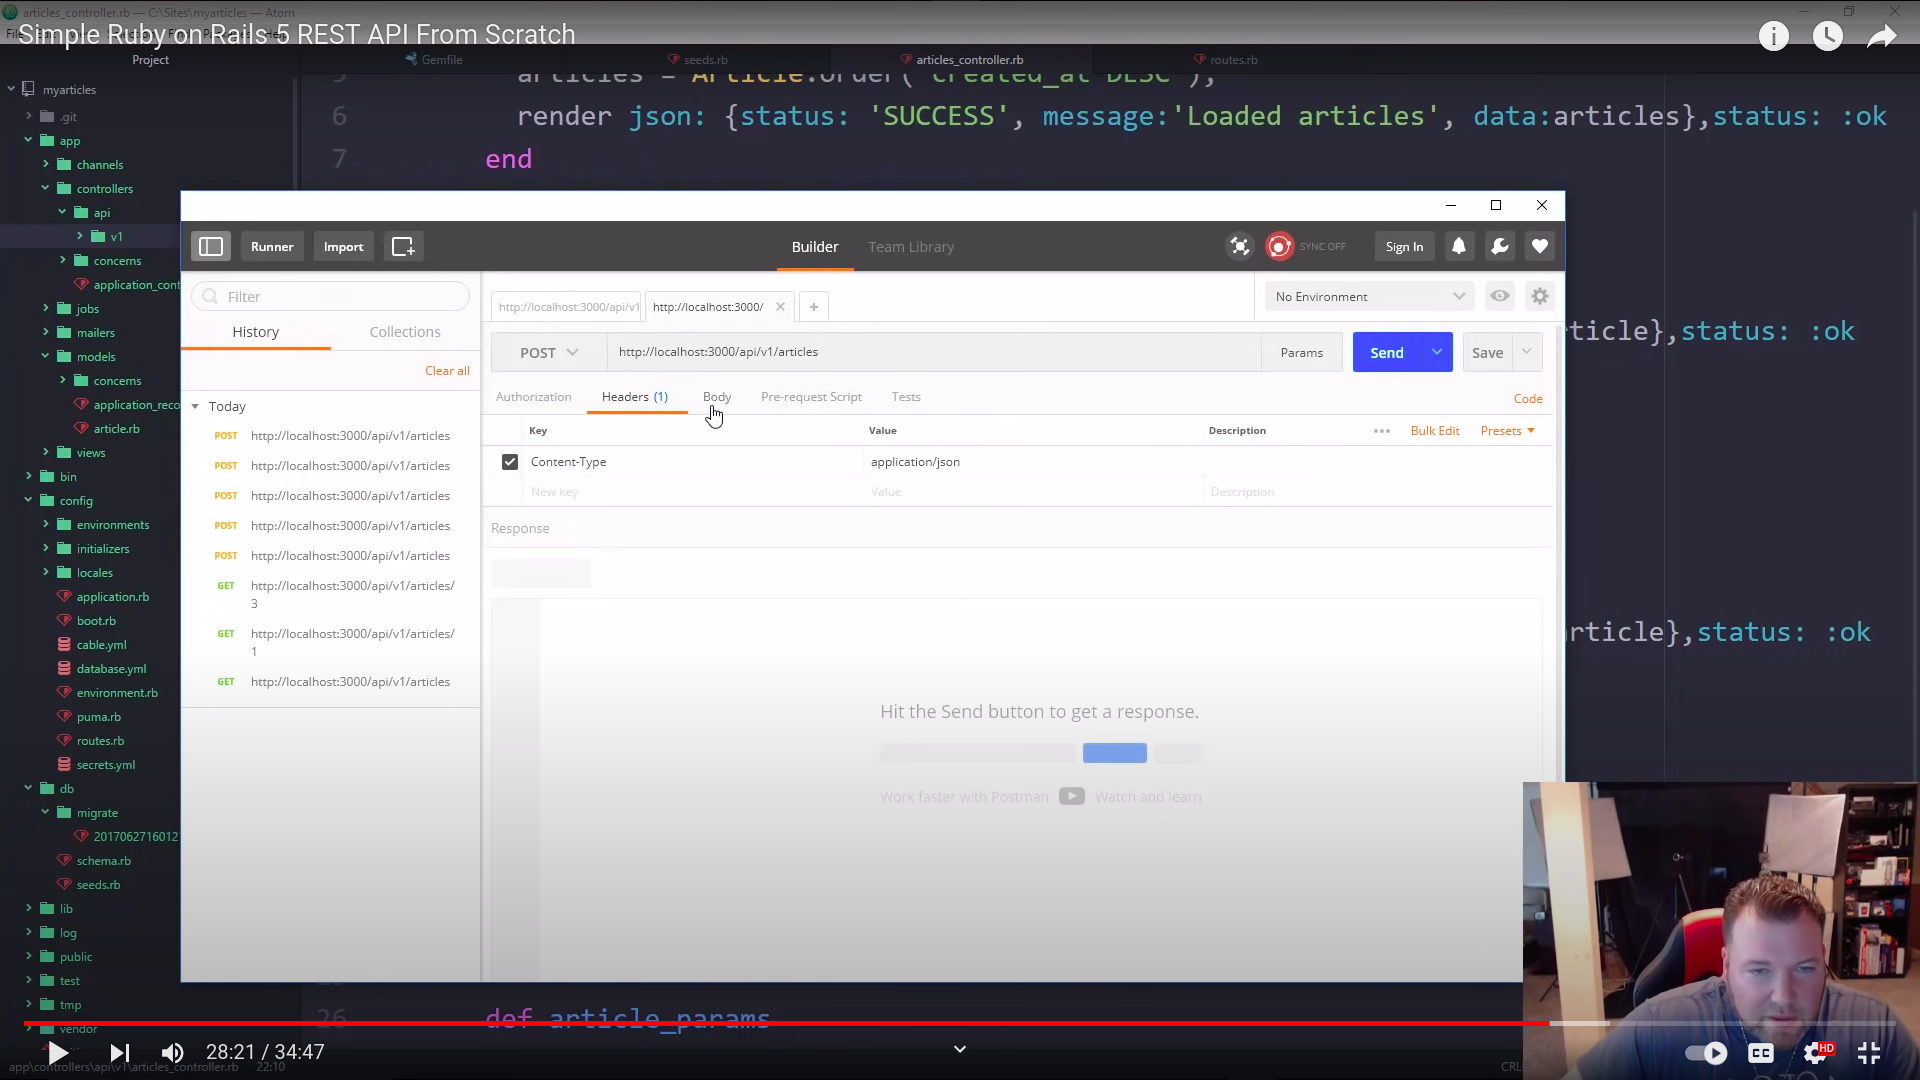 articles_controller.rb — C:\Sites\myarticles — Atom
Simple Ruby on Rails 5 REST API From Scratch
Project
Gemfile
seeds.rb
articles_controller.rb
routes.rb
myarticles
.git
app
channels
controllers
api
v1
concerns
application_cont
jobs
mailers
models
concerns
application_reco
article.rb
views
bin
config
environments
initializers
locales
application.rb
boot.rb
cable.yml
database.yml
environment.rb
puma.rb
routes.rb
secrets.yml
db
migrate
2017062716012
schema.rb
seeds.rb
lib
log
public
test
tmp
vendor
5 articles = Article.order('created_at DESC');
6 render json: {status: 'SUCCESS', message:'Loaded articles', data:articles},status: :ok
7 end
ticle},status: :ok
rticle},status: :ok
26 def article_params
Runner
Import
Builder
Team Library
SYNC OFF
Sign In
Filter
History
Collections
Clear all
Today
POST http://localhost:3000/api/v1/articles
POST http://localhost:3000/api/v1/articles
POST http://localhost:3000/api/v1/articles
POST http://localhost:3000/api/v1/articles
POST http://localhost:3000/api/v1/articles
GET http://localhost:3000/api/v1/articles/
3
GET http://localhost:3000/api/v1/articles/
1
GET http://localhost:3000/api/v1/articles
http://localhost:3000/api/v1
http://localhost:3000/
+
No Environment
POST
http://localhost:3000/api/v1/articles
Params
Send
Save
Authorization
Headers (1)
Body
Pre-request Script
Tests
Code
Key
Value
Description
Bulk Edit
Presets
Content-Type
application/json
New key
Value
Description
Response
Hit the Send button to get a response.
Work faster with Postman
Watch and learn
28:21 / 34:47
CC
HD
app\controllers\api\v1\articles_controller.rb 22:10
CRL